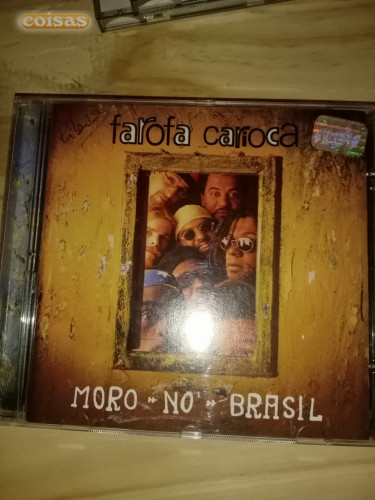 coisas
farofa carioca
MORO " NO " BRASIL